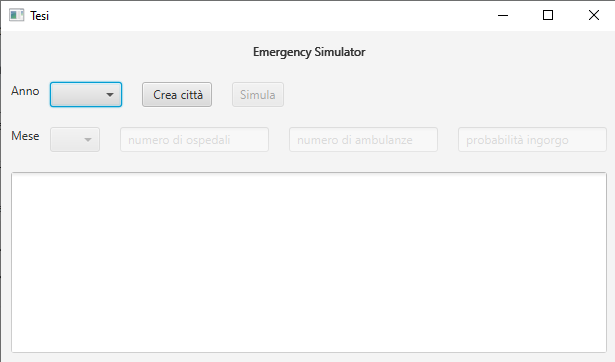 Tesi
Emergency Simulator
Anno Crea città Simula
Mese numero di ospedali numero di ambulanze probabilità ingorgo